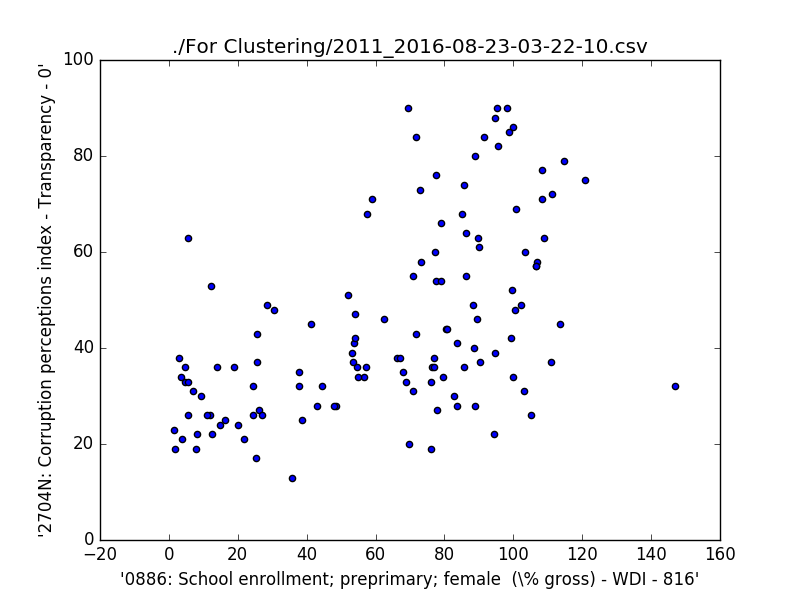 ./For Clustering/2011_2016-08-23-03-22-10.csv
'2704N: Corruption perceptions index - Transparency - 0'
100
80
60
40
20
0
−20 0 20 40 60 80 100 120 140 160
'0886: School enrollment; preprimary; female  (\% gross) - WDI - 816'